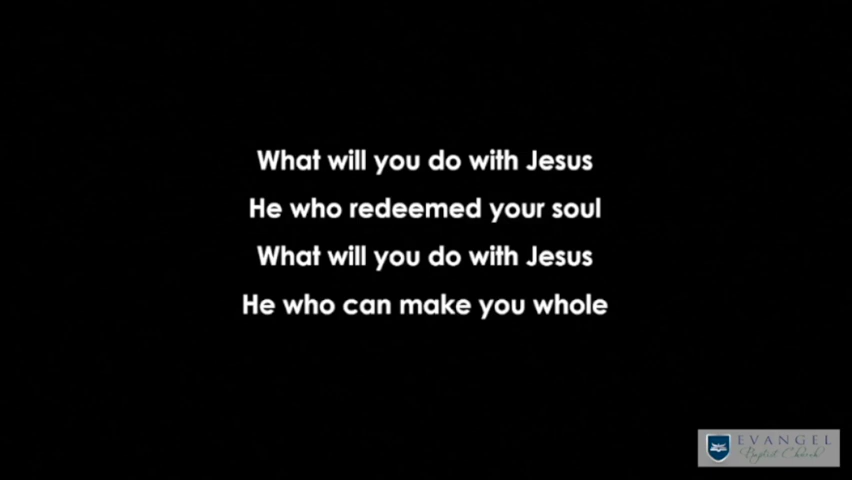 What will you do with Jesus
He who redeemed your soul
What will you do with Jesus
He who can make you whole
EVANGEL
Baptist Church